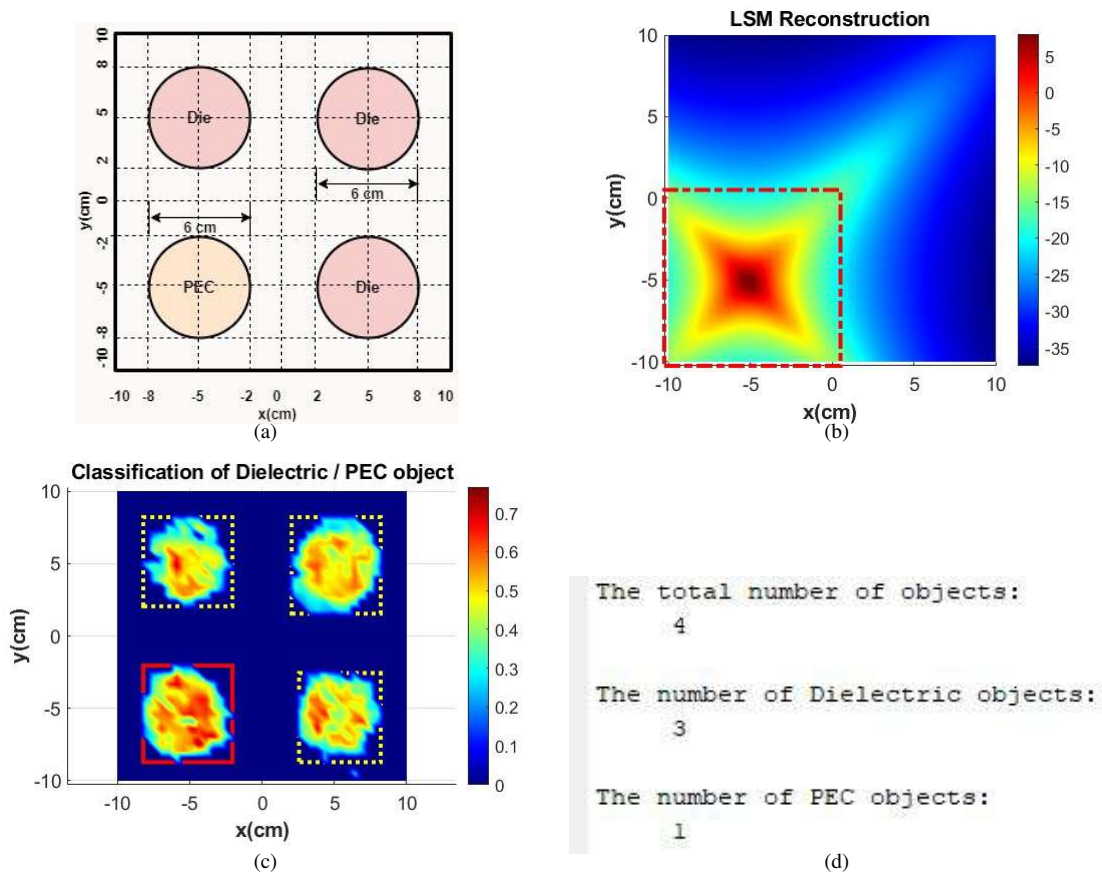 10
8
5
2
0
-2
-5
-8
-10
y(cm)
Die
Die
6 cm
6 cm
PEC
Die
-10 -8 -5 -2 0 2 5 8 10
x(cm)
(a)
LSM Reconstruction
10
5
0
-5
-10
y(cm)
-10 -5 0 5 10
x(cm)
5
0
-5
-10
-15
-20
-25
-30
-35
(b)
Classification of Dielectric / PEC object
10
5
0
-5
-10
y(cm)
-10 -5 0 5 10
x(cm)
0.7
0.6
0.5
0.4
0.3
0.2
0.1
0
(c)
The total number of objects:
4
The number of Dielectric objects:
3
The number of PEC objects:
1
(d)